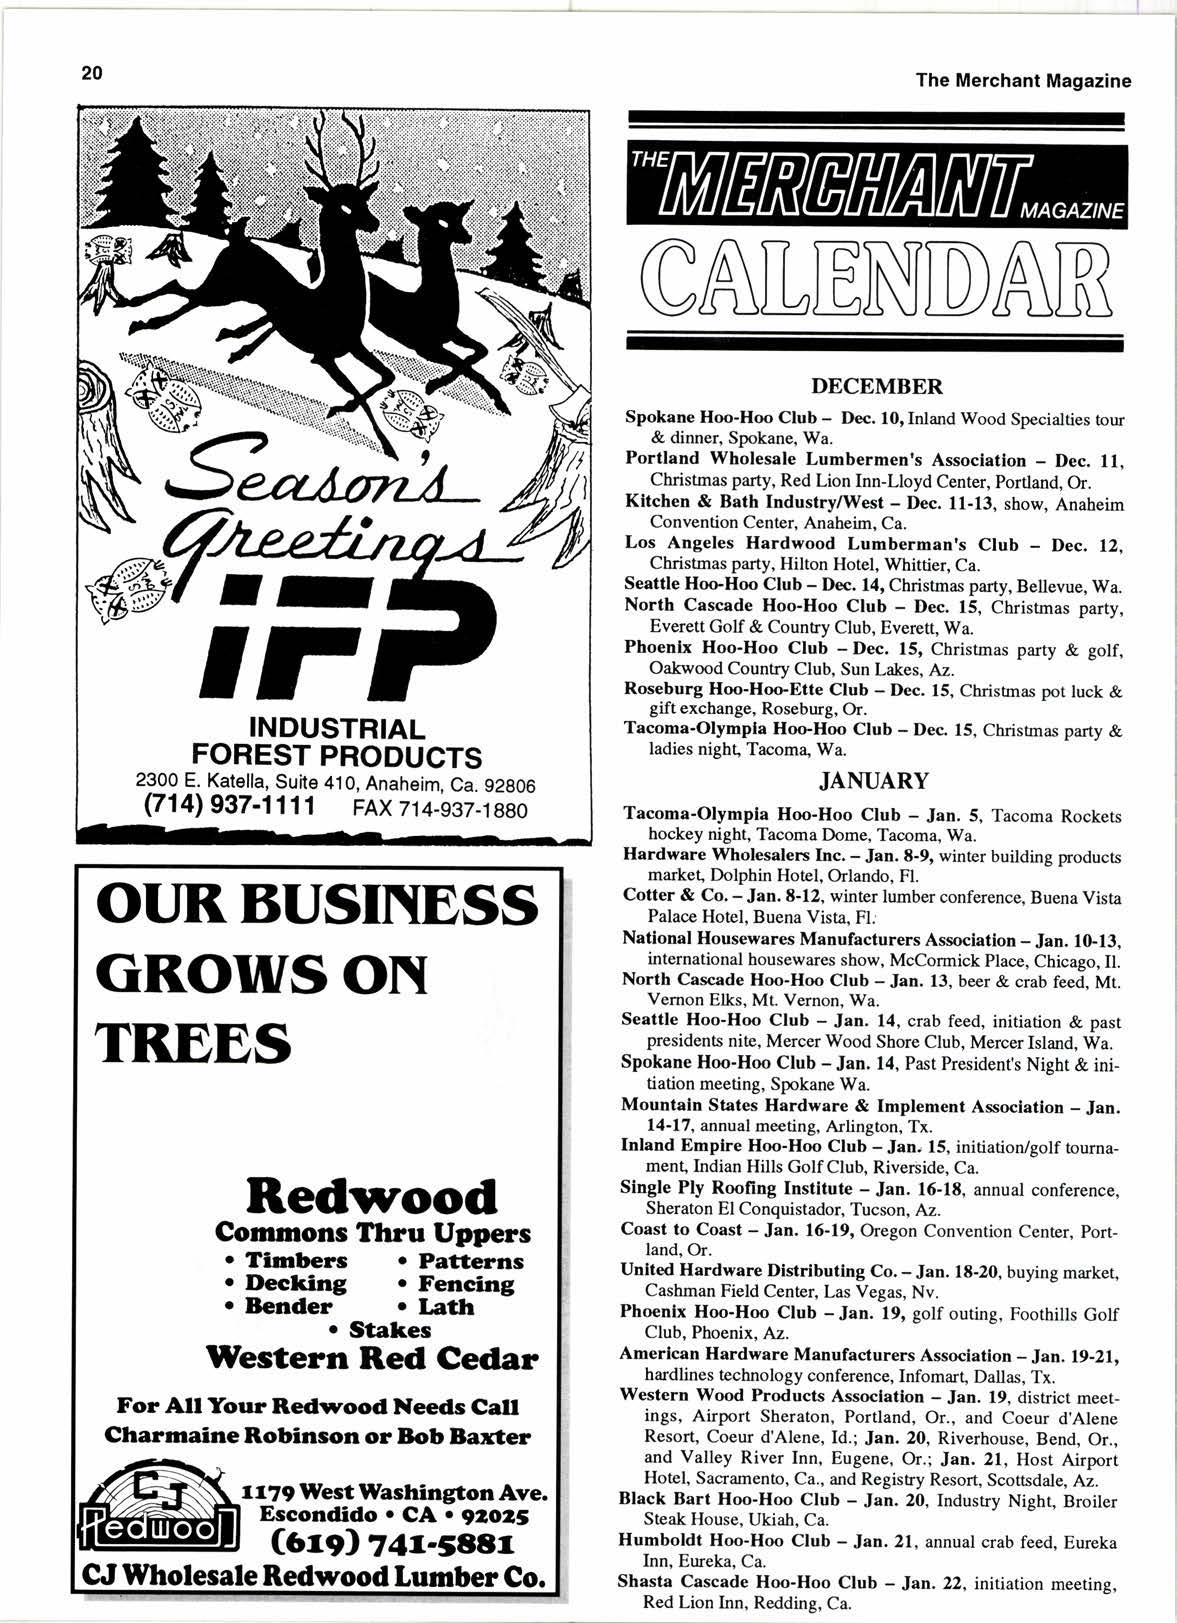 20
The Merchant Magazine
Season's
Greetings
IFP
INDUSTRIAL
FOREST PRODUCTS
2300 E. Katella, Suite 410, Anaheim, Ca. 92806
(714) 937-1111 FAX 714-937-1880
OUR BUSINESS
GROWS ON
TREES
Redwood
Commons Thru Uppers
• Timbers • Patterns
• Decking • Fencing
• Bender • Lath
• Stakes
Western Red Cedar
For All Your Redwood Needs Call
Charmaine Robinson or Bob Baxter
CJ
Redwood
1179 West Washington Ave.
Escondido • CA • 92025
(619) 741-5881
CJ Wholesale Redwood Lumber Co.
THE MERCHANT MAGAZINE
CALENDAR
DECEMBER
Spokane Hoo-Hoo Club – Dec. 10, Inland Wood Specialties tour
& dinner, Spokane, Wa.
Portland Wholesale Lumbermen's Association – Dec. 11,
Christmas party, Red Lion Inn-Lloyd Center, Portland, Or.
Kitchen & Bath Industry/West – Dec. 11-13, show, Anaheim
Convention Center, Anaheim, Ca.
Los Angeles Hardwood Lumberman's Club – Dec. 12,
Christmas party, Hilton Hotel, Whittier, Ca.
Seattle Hoo-Hoo Club – Dec. 14, Christmas party, Bellevue, Wa.
North Cascade Hoo-Hoo Club – Dec. 15, Christmas party,
Everett Golf & Country Club, Everett, Wa.
Phoenix Hoo-Hoo Club – Dec. 15, Christmas party & golf,
Oakwood Country Club, Sun Lakes, Az.
Roseburg Hoo-Hoo-Ette Club – Dec. 15, Christmas pot luck &
gift exchange, Roseburg, Or.
Tacoma-Olympia Hoo-Hoo Club – Dec. 15, Christmas party &
ladies night, Tacoma, Wa.
JANUARY
Tacoma-Olympia Hoo-Hoo Club – Jan. 5, Tacoma Rockets
hockey night, Tacoma Dome, Tacoma, Wa.
Hardware Wholesalers Inc. – Jan. 8-9, winter building products
market, Dolphin Hotel, Orlando, Fl.
Cotter & Co. – Jan. 8-12, winter lumber conference, Buena Vista
Palace Hotel, Buena Vista, Fl.
National Housewares Manufacturers Association – Jan. 10-13,
international housewares show, McCormick Place, Chicago, Il.
North Cascade Hoo-Hoo Club – Jan. 13, beer & crab feed, Mt.
Vernon Elks, Mt. Vernon, Wa.
Seattle Hoo-Hoo Club – Jan. 14, crab feed, initiation & past
presidents nite, Mercer Wood Shore Club, Mercer Island, Wa.
Spokane Hoo-Hoo Club – Jan. 14, Past President's Night & ini-
tiation meeting, Spokane Wa.
Mountain States Hardware & Implement Association – Jan.
14-17, annual meeting, Arlington, Tx.
Inland Empire Hoo-Hoo Club – Jan. 15, initiation/golf tourna-
ment, Indian Hills Golf Club, Riverside, Ca.
Single Ply Roofing Institute – Jan. 16-18, annual conference,
Sheraton El Conquistador, Tucson, Az.
Coast to Coast – Jan. 16-19, Oregon Convention Center, Port-
land, Or.
United Hardware Distributing Co. – Jan. 18-20, buying market,
Cashman Field Center, Las Vegas, Nv.
Phoenix Hoo-Hoo Club – Jan. 19, golf outing, Foothills Golf
Club, Phoenix, Az.
American Hardware Manufacturers Association – Jan. 19-21,
hardlines technology conference, Infomart, Dallas, Tx.
Western Wood Products Association – Jan. 19, district meet-
ings, Airport Sheraton, Portland, Or., and Coeur d'Alene
Resort, Coeur d'Alene, Id.; Jan. 20, Riverhouse, Bend, Or.,
and Valley River Inn, Eugene, Or.; Jan. 21, Host Airport
Hotel, Sacramento, Ca., and Registry Resort, Scottsdale, Az.
Black Bart Hoo-Hoo Club – Jan. 20, Industry Night, Broiler
Steak House, Ukiah, Ca.
Humboldt Hoo-Hoo Club – Jan. 21, annual crab feed, Eureka
Inn, Eureka, Ca.
Shasta Cascade Hoo-Hoo Club – Jan. 22, initiation meeting,
Red Lion Inn, Redding, Ca.